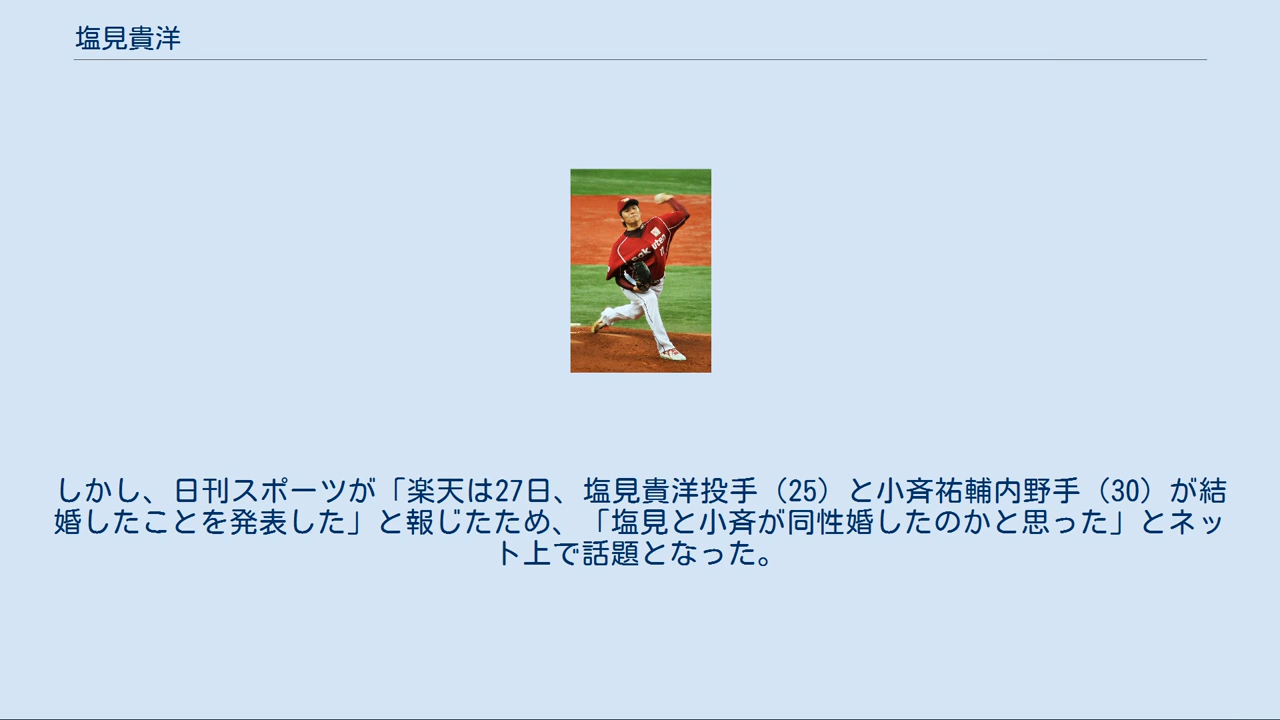 塩見貴洋
Rakuten
しかし、日刊スポーツが「楽天は27日、塩見貴洋投手（25）と小斉祐輔内野手（30）が結
婚したことを発表した」と報じたため、「塩見と小斉が同性婚したのかと思った」とネッ
ト上で話題となった。